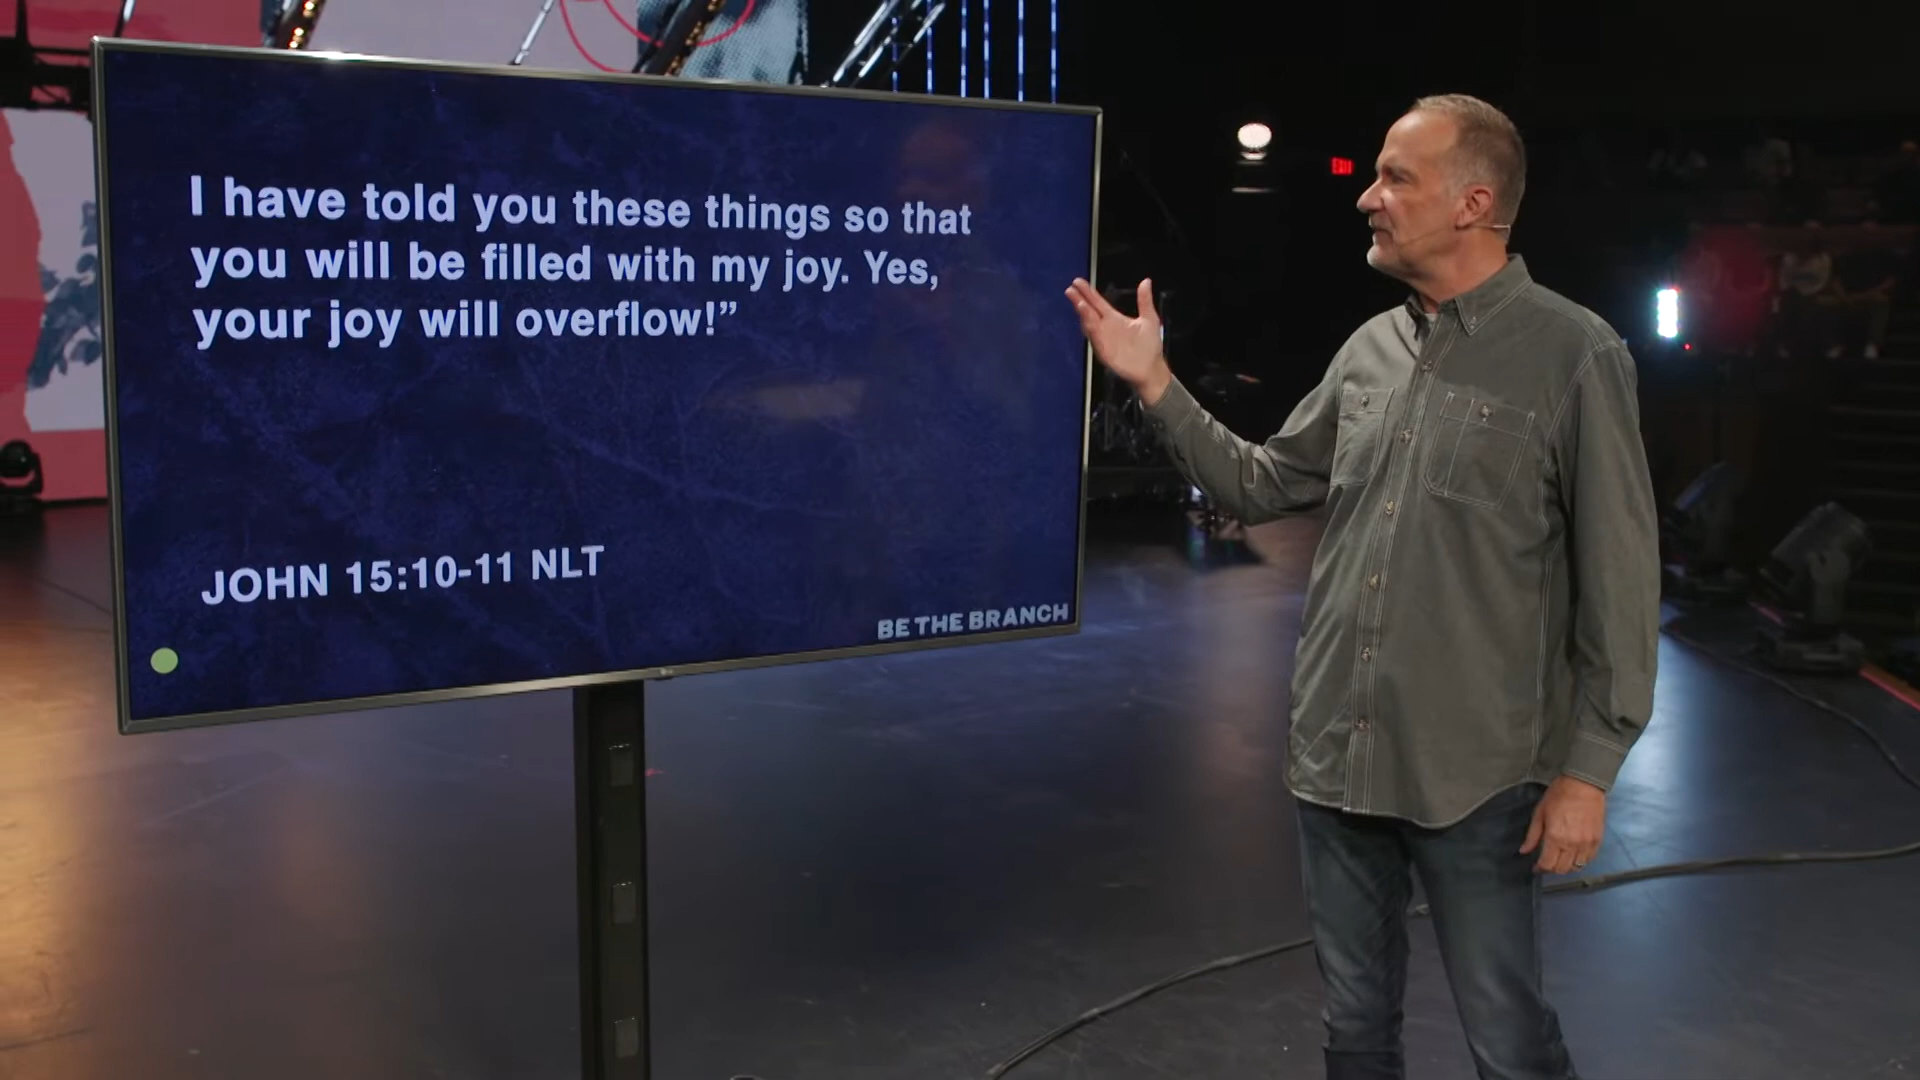 I have told you these things so that
you will be filled with my joy. Yes,
your joy will overflow!”
JOHN 15:10-11 NLT
BE THE BRANCH
EXIT